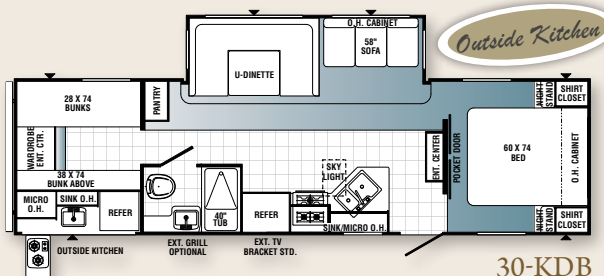 Outside Kitchen
O.H. CABINET
58"
SOFA
U-DINETTE
28 X 74
BUNKS
PANTRY
NIGHT
STAND
SHIRT
CLOSET
WARDROBE
ENT. CTR.
SKY
LIGHT
ENT. CENTER
POCKET DOOR
60 X 74
BED
O.H. CABINET
38 X 74
BUNK ABOVE
MICRO
O.H.
SINK O.H.
REFER
40"
TUB
REFER
SINK/MICRO O.H.
NIGHT
STAND
SHIRT
CLOSET
OUTSIDE KITCHEN
EXT. GRILL
OPTIONAL
EXT. TV
BRACKET STD.
30-KDB